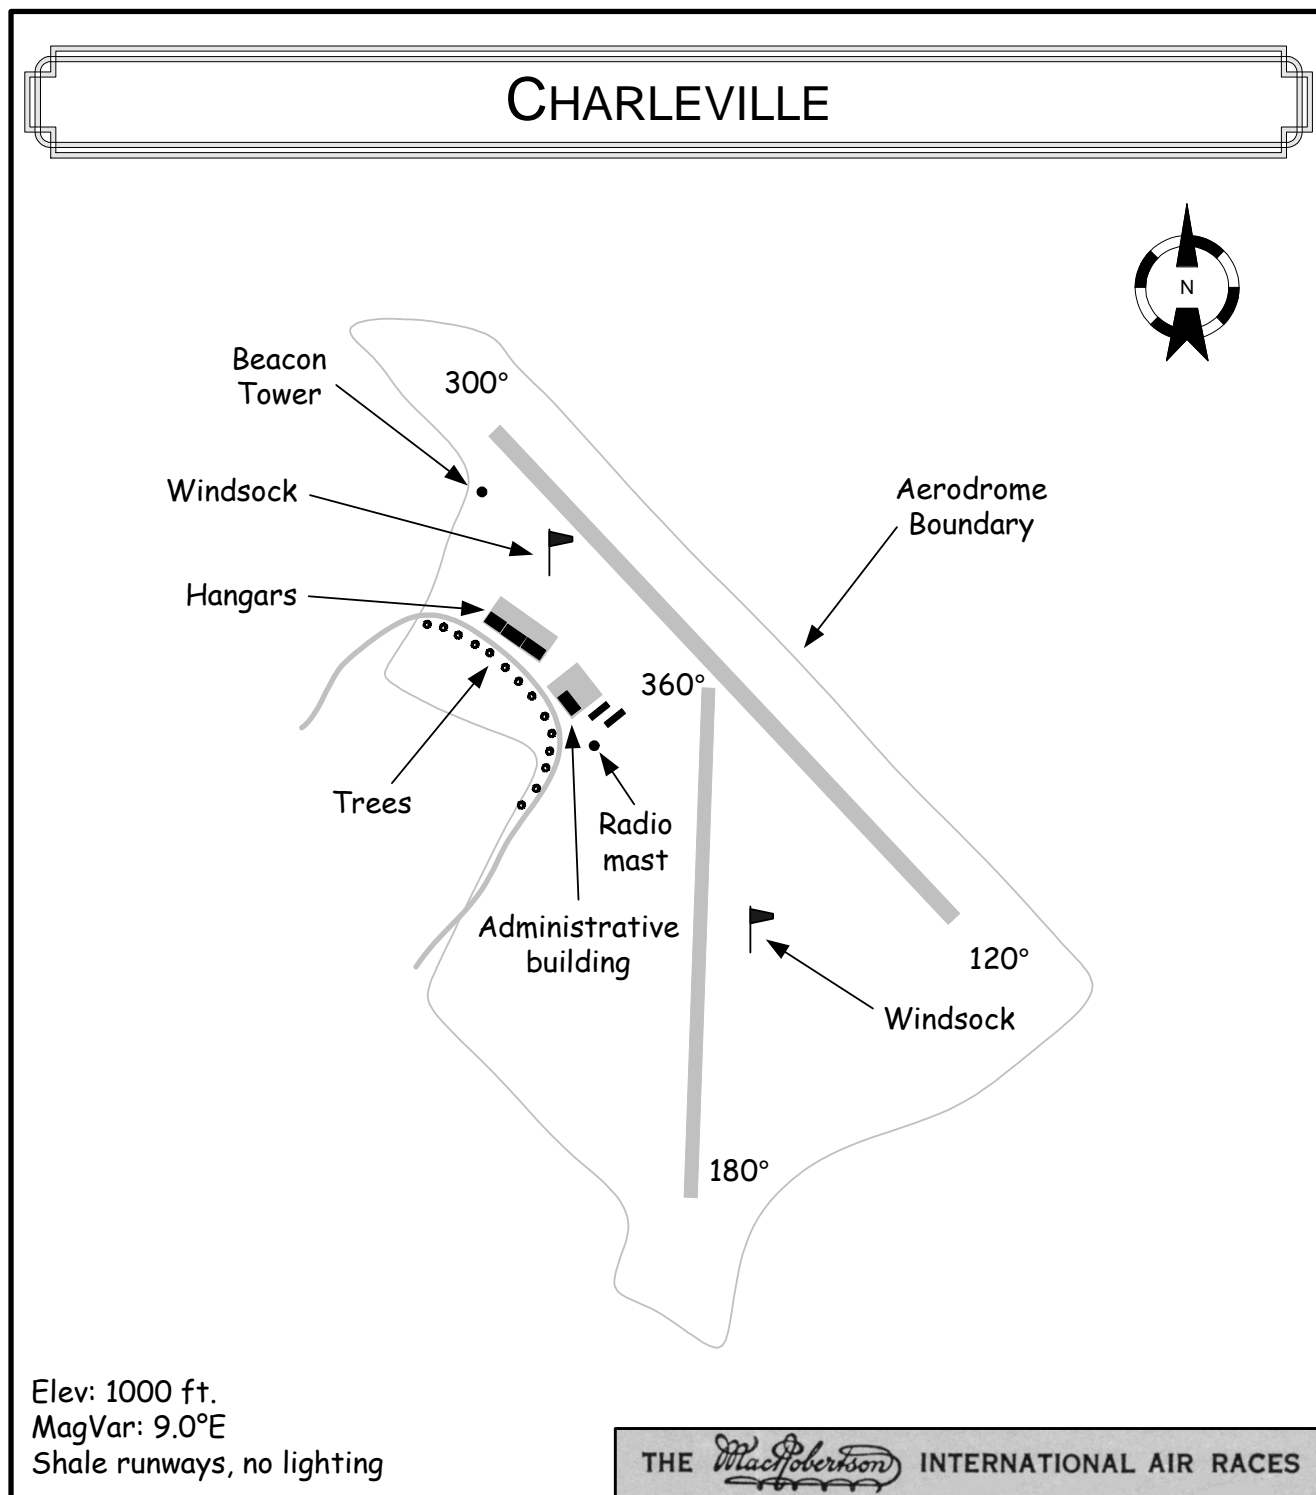 CHARLEVILLE
N
Beacon
Tower
300°
Windsock
Aerodrome
Boundary
Hangars
360°
Trees
Radio
mast
Administrative
building
120°
Windsock
180°
Elev: 1000 ft.
MagVar: 9.0°E
Shale runways, no lighting
THE MacRobertson INTERNATIONAL AIR RACES